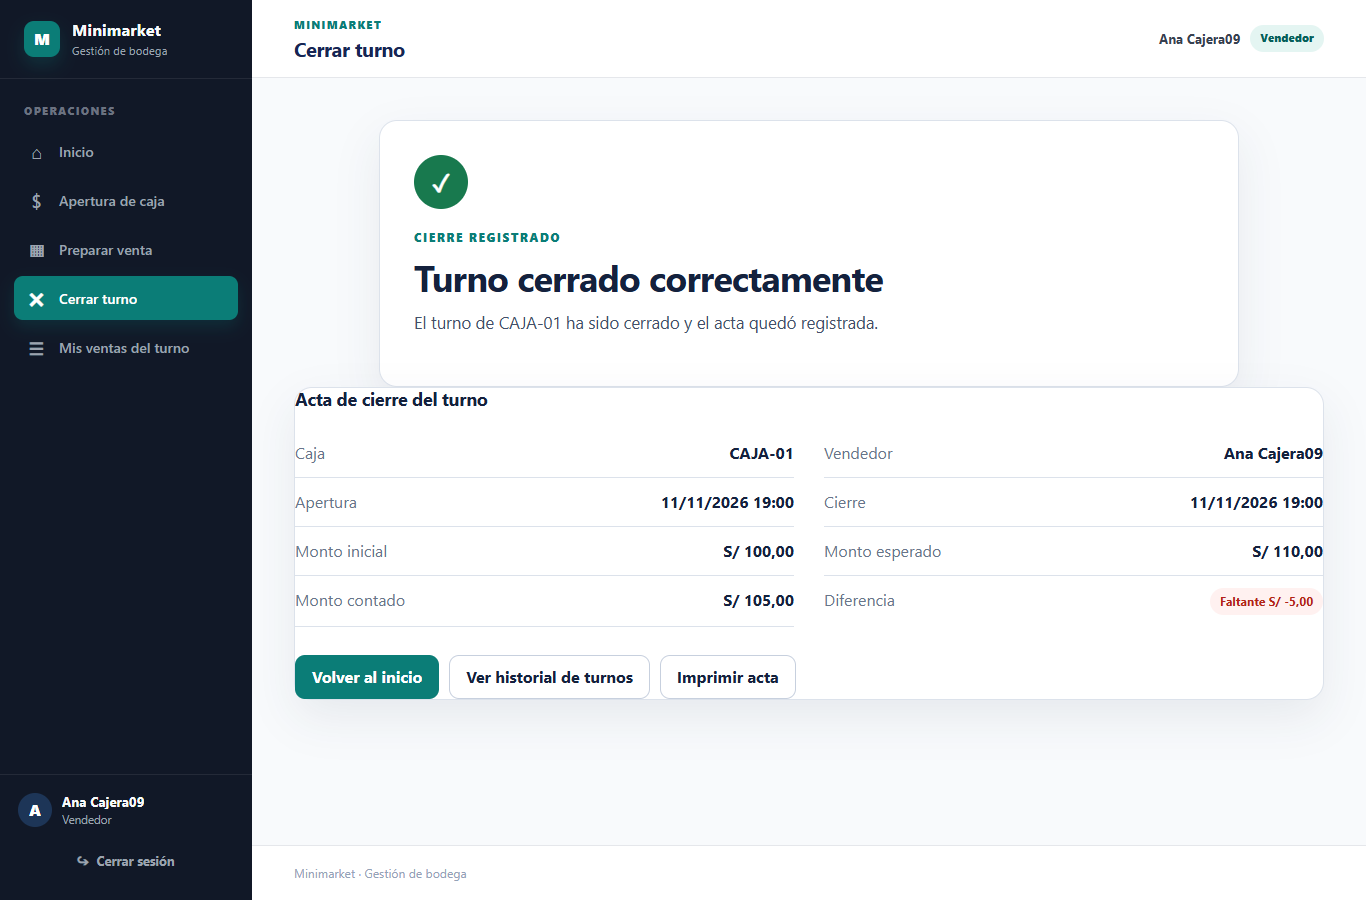 M
Minimarket
Gestión de bodega
OPERACIONES
Inicio
$ Apertura de caja
Preparar venta
Cerrar turno
Mis ventas del turno
A
Ana Cajera09
Vendedor
Cerrar sesión
MINIMARKET
Cerrar turno
Ana Cajera09 Vendedor
CIERRE REGISTRADO
Turno cerrado correctamente
El turno de CAJA-01 ha sido cerrado y el acta quedó registrada.
Acta de cierre del turno
Caja CAJA-01 Vendedor Ana Cajera09
Apertura 11/11/2026 19:00 Cierre 11/11/2026 19:00
Monto inicial S/ 100,00 Monto esperado S/ 110,00
Monto contado S/ 105,00 Diferencia Faltante S/ -5,00
Volver al inicio Ver historial de turnos Imprimir acta
Minimarket · Gestión de bodega